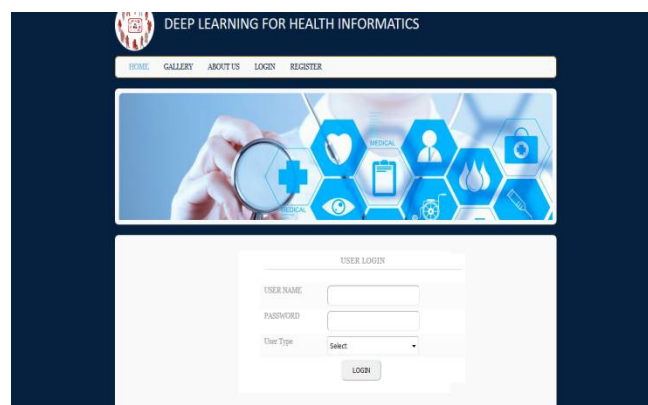 DEEP LEARNING FOR HEALTH INFORMATICS
HOME GALLERY ABOUT US LOGIN REGISTER
MEDICAL
MEDICAL
USER LOGIN
USER NAME
PASSWORD
User Type Select
LOGIN